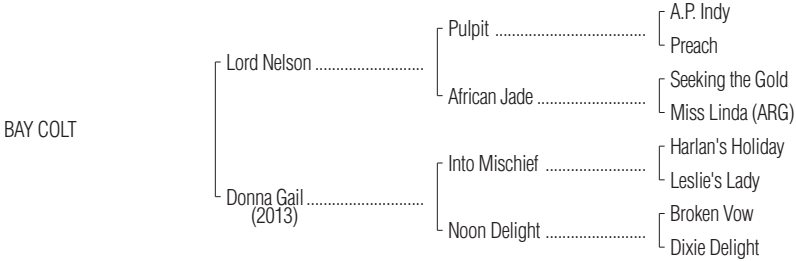 A.P. Indy
Pulpit ....................................
Preach
Lord Nelson ..........................
Seeking the Gold
African Jade ..........................
Miss Linda (ARG)
BAY COLT
Harlan's Holiday
Into Mischief ........................
Leslie's Lady
Donna Gail ............................
(2013)
Broken Vow
Noon Delight ........................
Dixie Delight